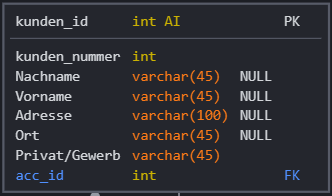 kunden_id int AI PK
kunden_nummer int
Nachname varchar(45) NULL
Vorname varchar(45) NULL
Adresse varchar(100) NULL
Ort varchar(45) NULL
Privat/Gewerb varchar(45)
acc_id int FK